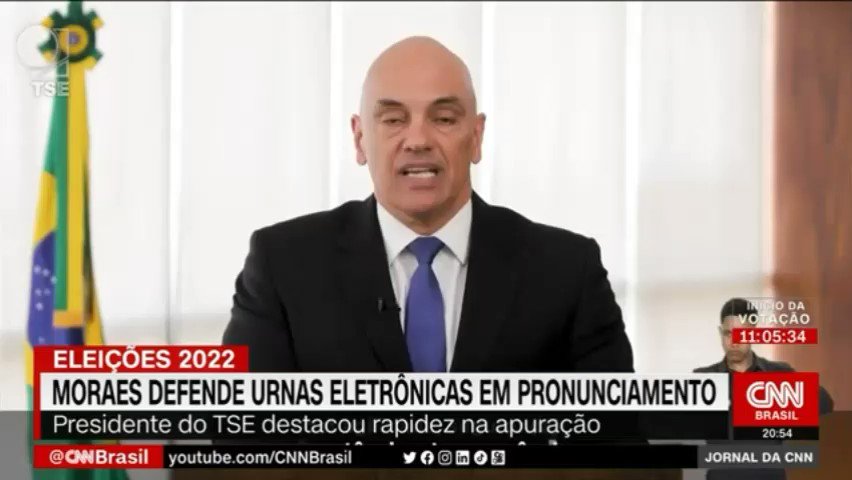 TSE
INÍCIO DA
VOTAÇÃO
11:05:34
ELEIÇÕES 2022
MORAES DEFENDE URNAS ELETRÔNICAS EM PRONUNCIAMENTO
Presidente do TSE destacou rapidez na apuração
CNN
BRASIL
20:54
@CNNBrasil youtube.com/CNNBrasil JORNAL DA CNN